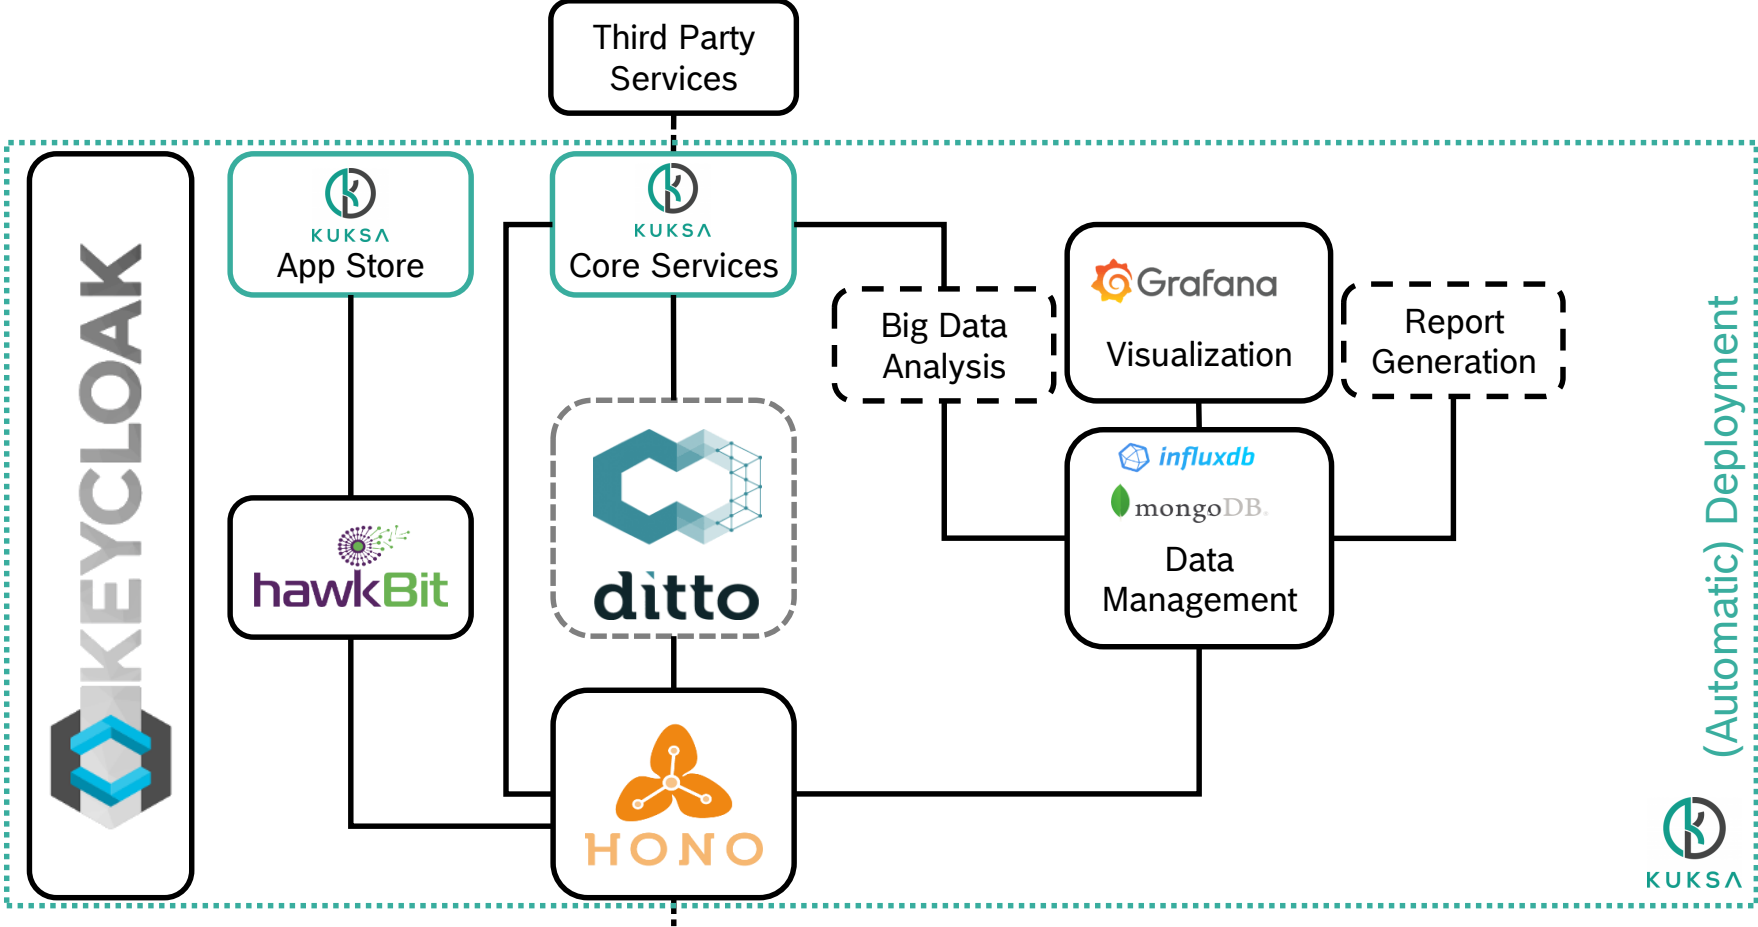 Third Party
Services
KEYCLOAK
KUKSA
App Store
KUKSA
Core Services
Grafana
Visualization
Big Data
Analysis
Report
Generation
influxdb
mongoDB
Data
Management
hawkBit
ditto
HONO
(Automatic) Deployment
KUKSA